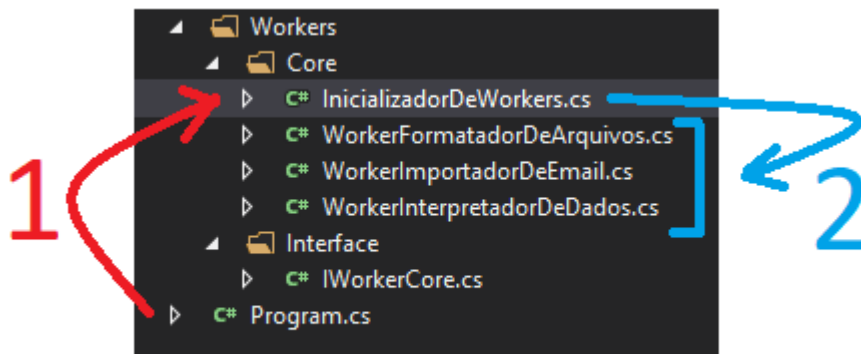 Workers
Core
C# InicializadorDeWorkers.cs
C# WorkerFormatadorDeArquivos.cs
C# WorkerImportadorDeEmail.cs
C# WorkerInterpretadorDeDados.cs
Interface
C# IWorkerCore.cs
C# Program.cs
1
2